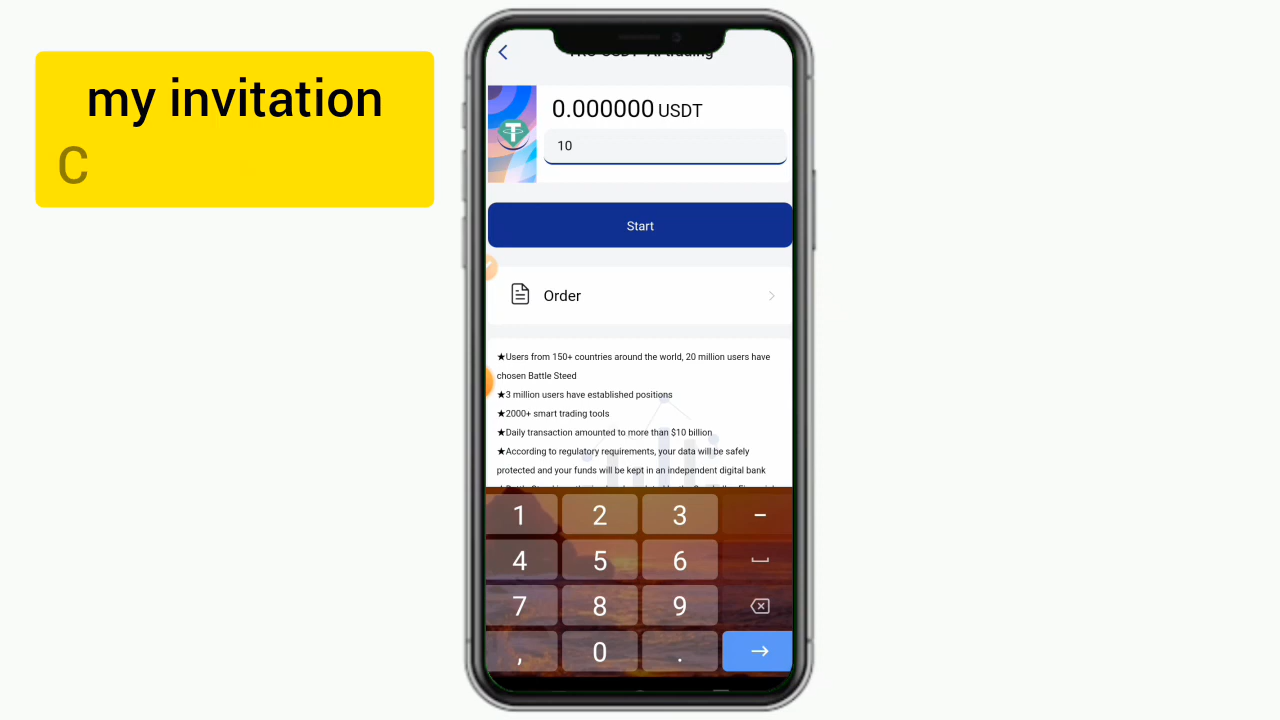 my invitation
C
0.000000 USDT
10
Start
Order
★Users from 150+ countries around the world, 20 million users have
chosen Battle Steed
★3 million users have established positions
★2000+ smart trading tools
★Daily transaction amounted to more than $10 billion
★According to regulatory requirements, your data will be safely
protected and your funds will be kept in an independent digital bank
1 2 3 −
4 5 6
7 8 9
, 0 .